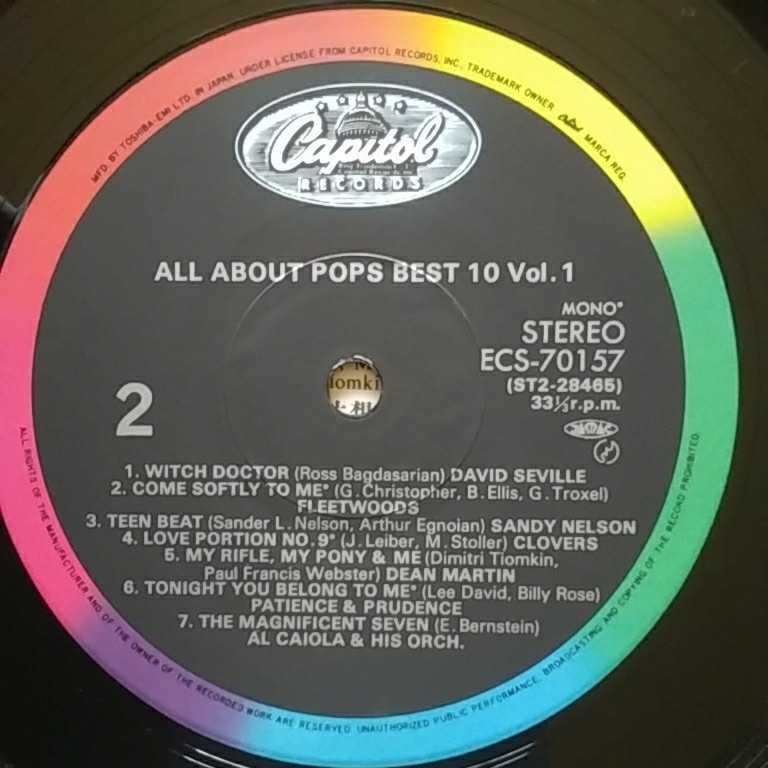 MFD. BY TOSHIBA-EMI LTD. IN JAPAN, UNDER LICENSE FROM CAPITOL RECORDS, INC., TRADEMARK OWNER Capitol MARCA REG.
Capitol
RECORDS
ALL ABOUT POPS BEST 10 Vol.1
MONO*
STEREO
ECS-70157
(ST2-28465)
33⅓r.p.m.
iomki
2
1. WITCH DOCTOR (Ross Bagdasarian) DAVID SEVILLE
2. COME SOFTLY TO ME* (G. Christopher, B. Ellis, G. Troxel)
FLEETWOODS
3. TEEN BEAT (Sander L. Nelson, Arthur Egnoian) SANDY NELSON
4. LOVE PORTION NO.9* (J. Leiber, M. Stoller) CLOVERS
5. MY RIFLE, MY PONY & ME (Dimitri Tiomkin,
Paul Francis Webster) DEAN MARTIN
6. TONIGHT YOU BELONG TO ME* (Lee David, Billy Rose)
PATIENCE & PRUDENCE
7. THE MAGNIFICENT SEVEN (E. Bernstein)
AL CAIOLA & HIS ORCH.
ALL RIGHTS OF THE MANUFACTURER AND OF THE OWNER OF THE RECORDED WORK ARE RESERVED. UNAUTHORIZED PUBLIC PERFORMANCE, BROADCASTING AND COPYING OF THE RECORD PROHIBITED.